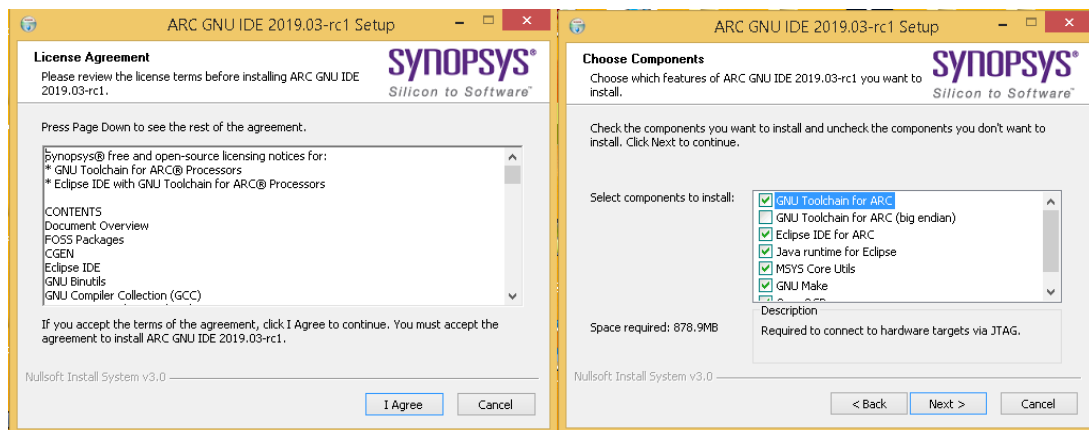 ARC GNU IDE 2019.03-rc1 Setup
License Agreement
Please review the license terms before installing ARC GNU IDE
2019.03-rc1.
SYNOPSYS®
Silicon to Software™
Press Page Down to see the rest of the agreement.
Synopsys® free and open-source licensing notices for:
* GNU Toolchain for ARC® Processors
* Eclipse IDE with GNU Toolchain for ARC® Processors
CONTENTS
Document Overview
FOSS Packages
CGEN
Eclipse IDE
GNU Binutils
GNU Compiler Collection (GCC)
If you accept the terms of the agreement, click I Agree to continue. You must accept the
agreement to install ARC GNU IDE 2019.03-rc1.
Nullsoft Install System v3.0
I Agree
Cancel
ARC GNU IDE 2019.03-rc1 Setup
Choose Components
Choose which features of ARC GNU IDE 2019.03-rc1 you want to
install.
SYNOPSYS®
Silicon to Software™
Check the components you want to install and uncheck the components you don't want to
install. Click Next to continue.
Select components to install:
GNU Toolchain for ARC
GNU Toolchain for ARC (big endian)
Eclipse IDE for ARC
Java runtime for Eclipse
MSYS Core Utils
GNU Make
Space required: 878.9MB
Description
Required to connect to hardware targets via JTAG.
Nullsoft Install System v3.0
< Back
Next >
Cancel